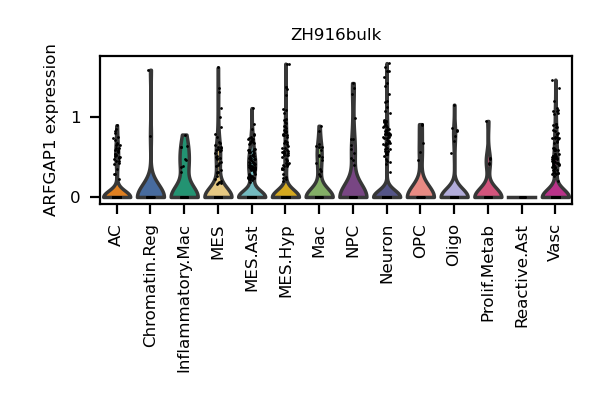 ZH916bulk
ARFGAP1 expression
1
0
AC
Chromatin.Reg
Inflammatory.Mac
MES
MES.Ast
MES.Hyp
Mac
NPC
Neuron
OPC
Oligo
Prolif.Metab
Reactive.Ast
Vasc